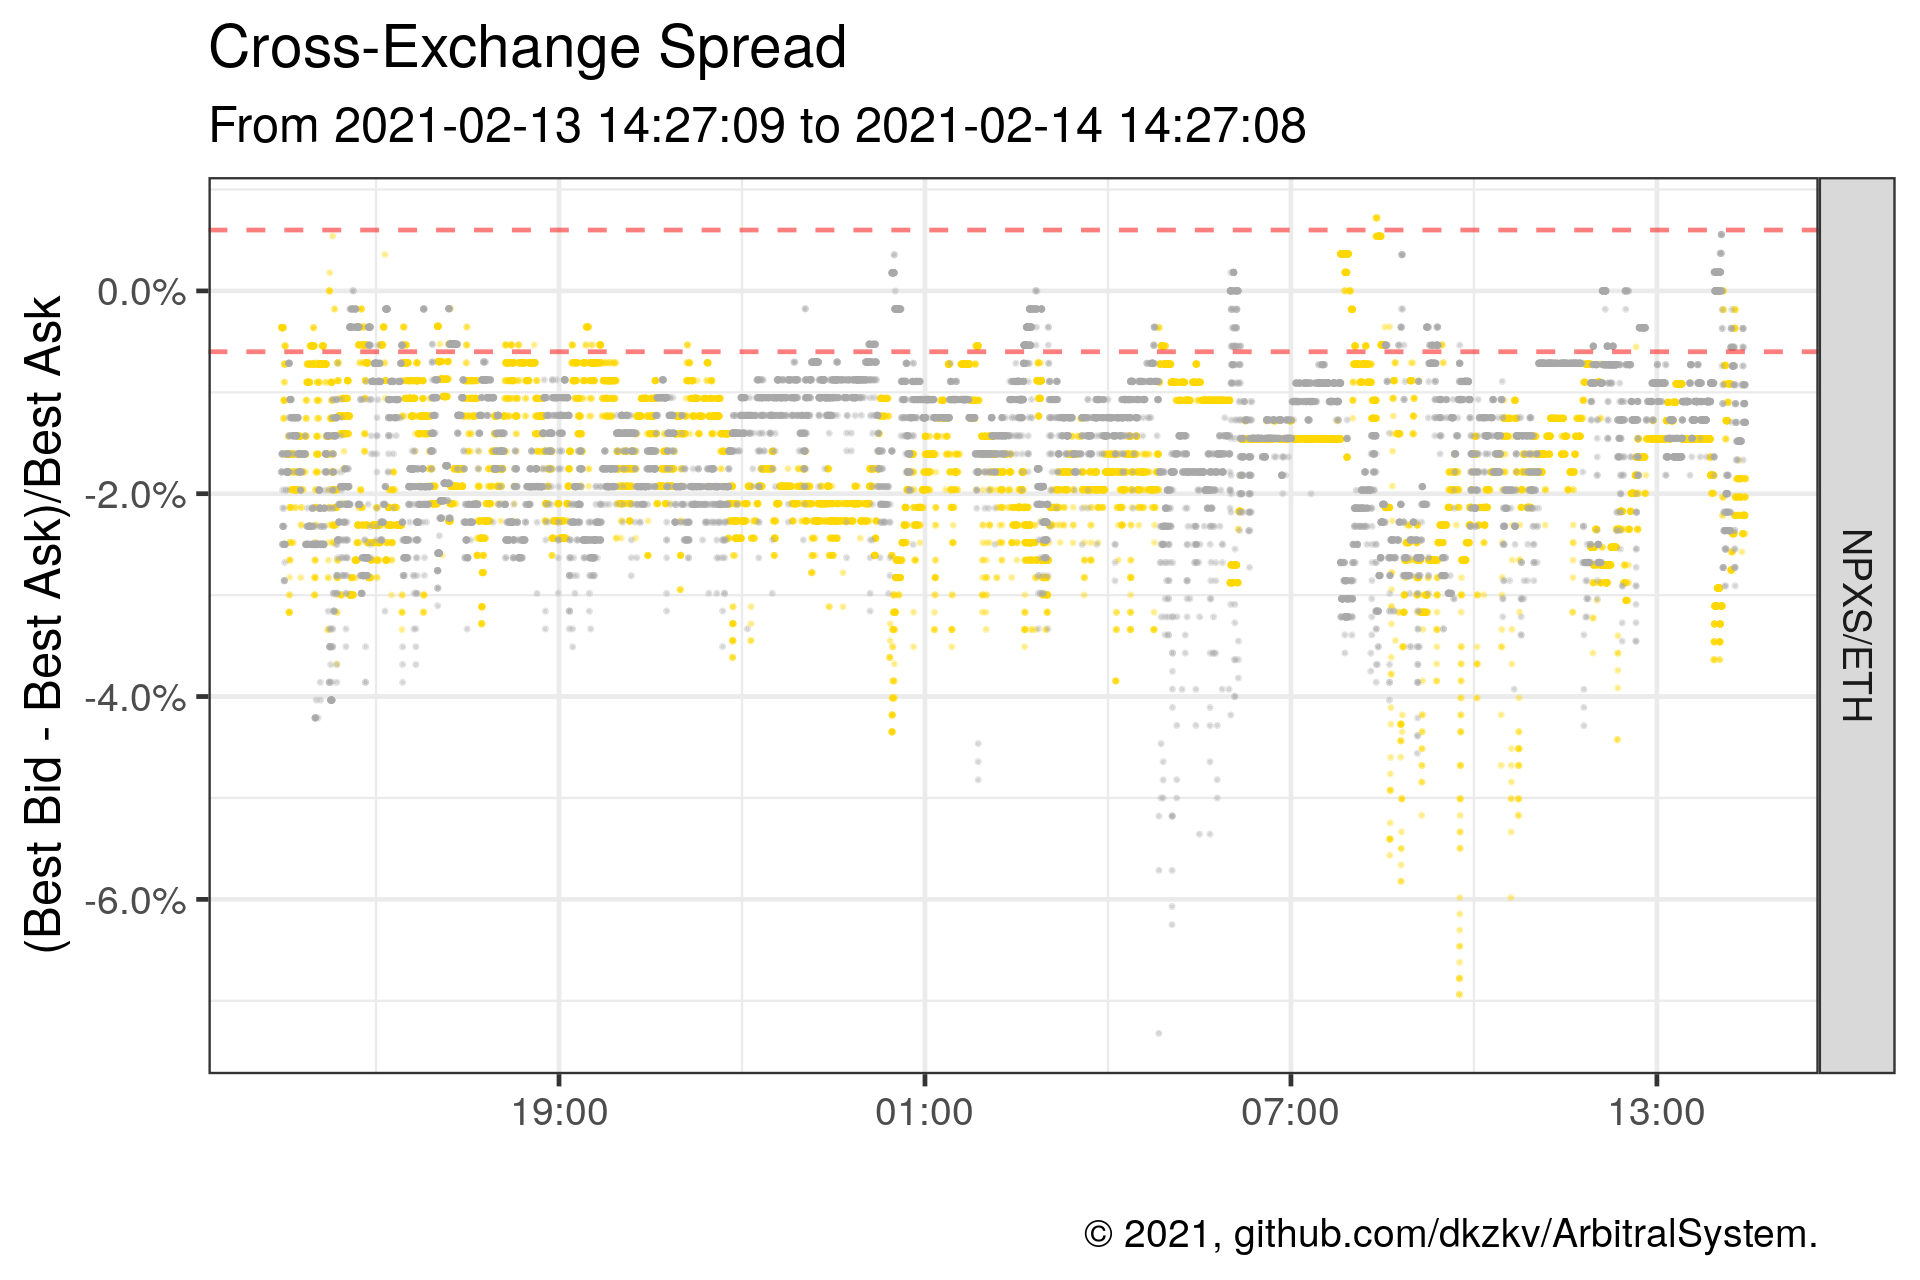 Cross-Exchange Spread
From 2021-02-13 14:27:09 to 2021-02-14 14:27:08
(Best Bid - Best Ask)/Best Ask
0.0%
-2.0%
-4.0%
-6.0%
NPXS/ETH
19:00
01:00
07:00
13:00
© 2021, github.com/dkzkv/ArbitralSystem.